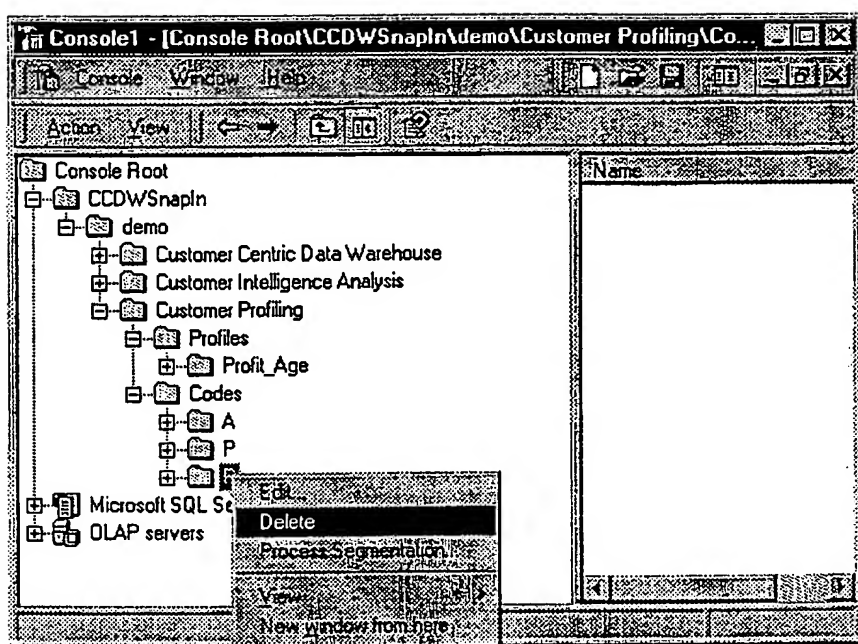 Console1 - [Console Root\CCDWSnapIn\demo\Customer Profiling\Co...
Console Window Help
Action View
Console Root
CCDWSnapIn
demo
Customer Centric Data Warehouse
Customer Intelligence Analysis
Customer Profiling
Profiles
Profit_Age
Codes
A
P
Microsoft SQL Se
OLAP servers
Name
Edit...
Delete
Process Segmentation
View
New window from here